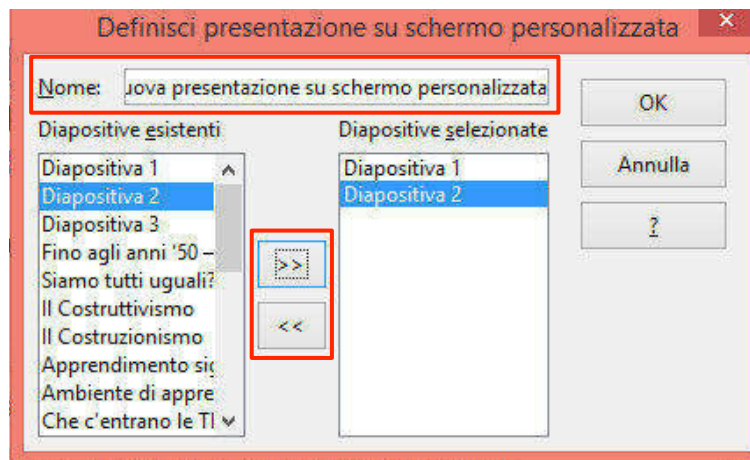 Definisci presentazione su schermo personalizzata
Nome: uova presentazione su schermo personalizzata
OK
Diapositive esistenti
Diapositive selezionate
Diapositiva 1
Diapositiva 2
Diapositiva 3
Fino agli anni '50 –
Siamo tutti uguali?
Il Costruttivismo
Il Costruzionismo
Apprendimento sig
Ambiente di appre
Che c'entrano le TI
>>
<<
Diapositiva 1
Diapositiva 2
Annulla
?